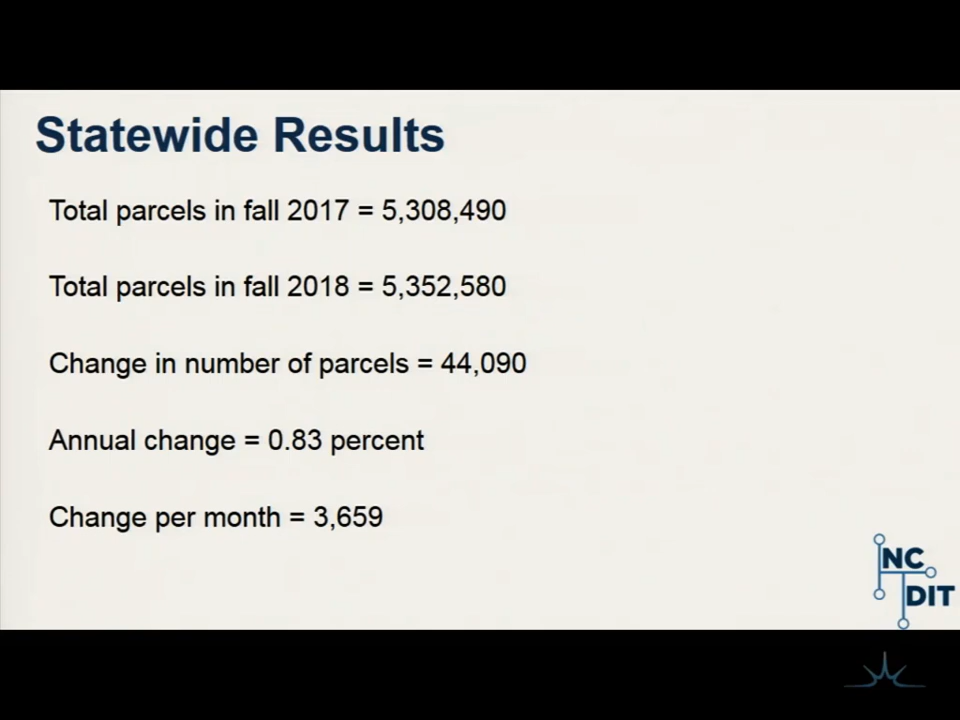 Statewide Results
Total parcels in fall 2017 = 5,308,490
Total parcels in fall 2018 = 5,352,580
Change in number of parcels = 44,090
Annual change = 0.83 percent
Change per month = 3,659
NC
DIT